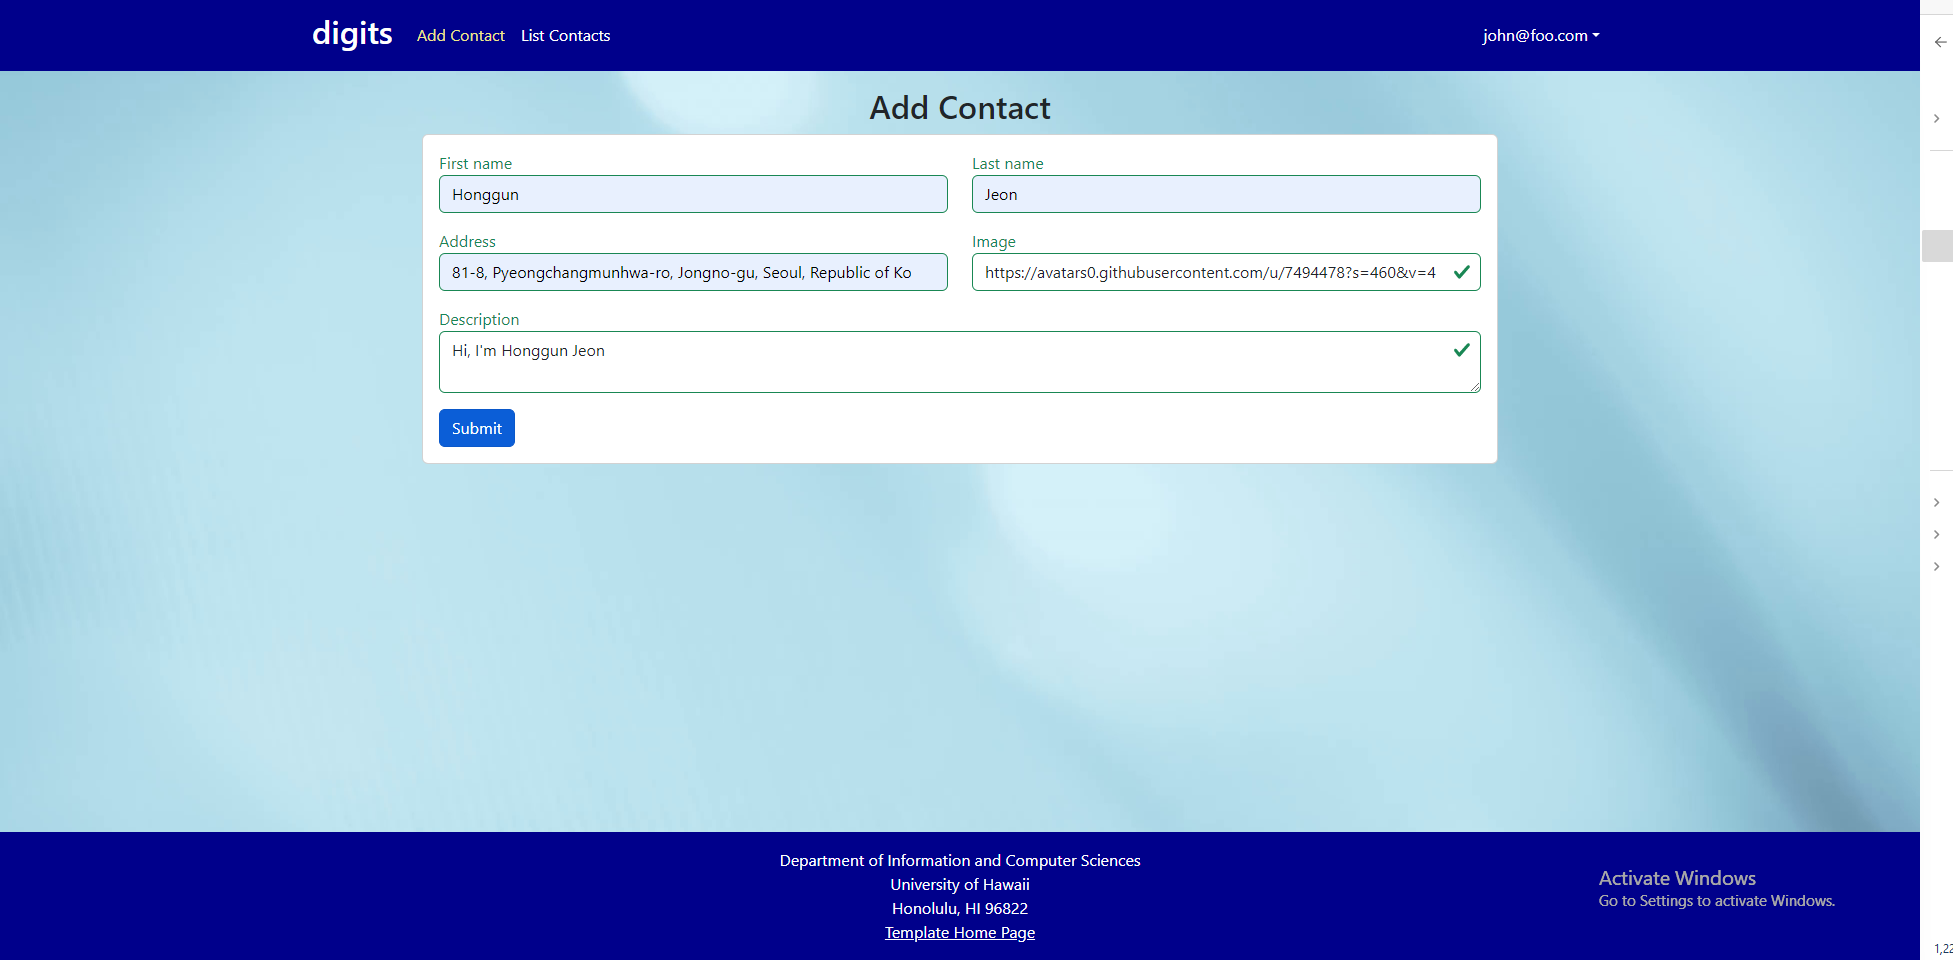 digits Add Contact List Contacts john@foo.com
Add Contact
First name Last name
Honggun Jeon
Address Image
81-8, Pyeongchangmunhwa-ro, Jongno-gu, Seoul, Republic of Ko https://avatars0.githubusercontent.com/u/7494478?s=460&v=4
Description
Hi, I'm Honggun Jeon
Submit
Department of Information and Computer Sciences
University of Hawaii
Honolulu, HI 96822
Template Home Page
Activate Windows
Go to Settings to activate Windows.
1,22